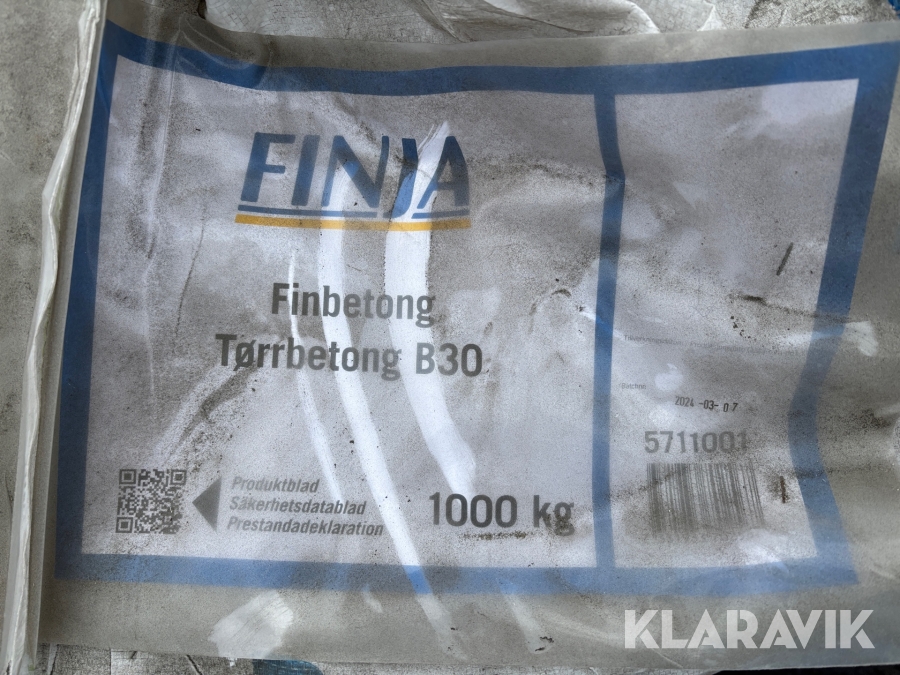 FINJA
Finbetong
Tørrbetong B30
Produktblad
Säkerhetsdatablad
Prestandadeklaration
1000 kg
2024-03-07
5711001
KLARAVIK